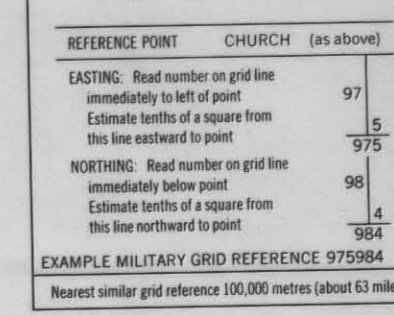 REFERENCE POINT CHURCH (as above)
EASTING: Read number on grid line
immediately to left of point 97
Estimate tenths of a square from
this line eastward to point 5
975
NORTHING: Read number on grid line
immediately below point 98
Estimate tenths of a square from
this line northward to point 4
984
EXAMPLE MILITARY GRID REFERENCE 975984
Nearest similar grid reference 100,000 metres (about 63 mile